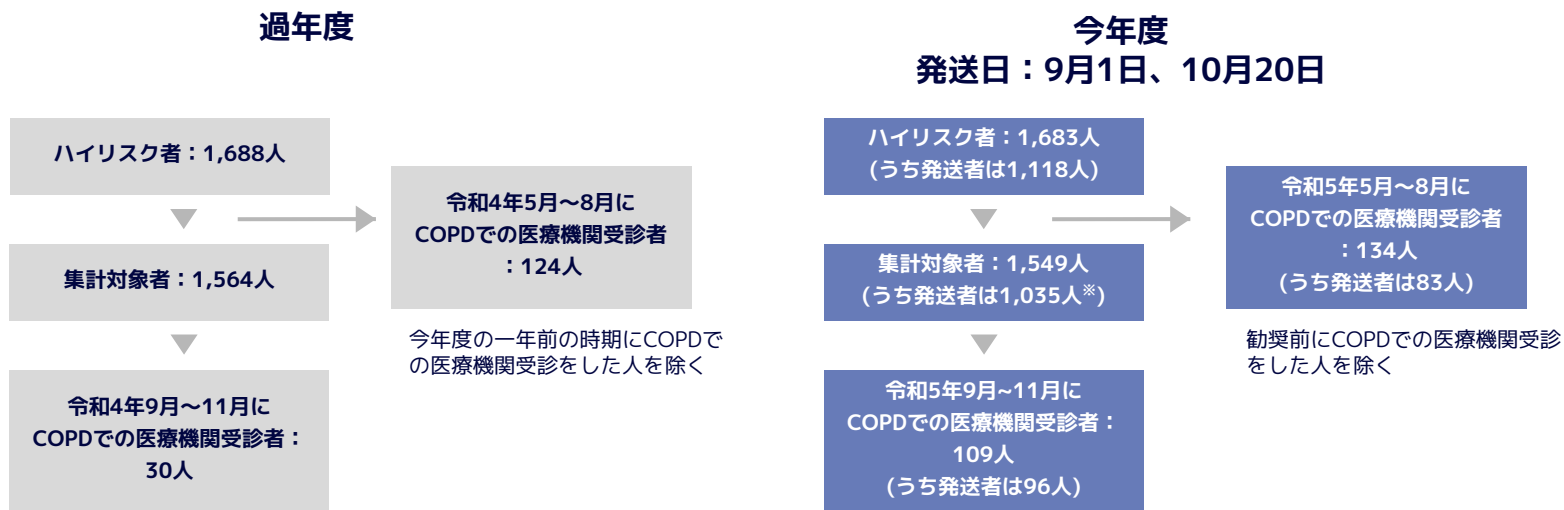 過年度
ハイリスク者：1,688人
令和4年5月～8月に
COPDでの医療機関受診者
：124人
集計対象者：1,564人
今年度の一年前の時期にCOPDで
の医療機関受診をした人を除く
令和4年9月～11月に
COPDでの医療機関受診者：
30人
今年度
発送日：9月1日、10月20日
ハイリスク者：1,683人
(うち発送者は1,118人)
令和5年5月～8月に
COPDでの医療機関受診者
：134人
(うち発送者は83人)
集計対象者：1,549人
(うち発送者は1,035人※)
勧奨前にCOPDでの医療機関受診
をした人を除く
令和5年9月~11月に
COPDでの医療機関受診者：
109人
(うち発送者は96人)